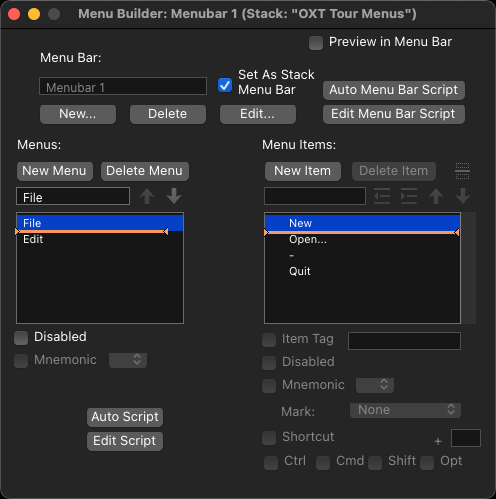 Menu Builder: Menubar 1 (Stack: "OXT Tour Menus")
Preview in Menu Bar
Menu Bar:
Menubar 1
Set As Stack
Menu Bar
Auto Menu Bar Script
New...
Delete
Edit...
Edit Menu Bar Script
Menus:
New Menu
Delete Menu
File
File
Edit
Disabled
Mnemonic
Auto Script
Edit Script
Menu Items:
New Item
Delete Item
New
Open...
-
Quit
Item Tag
Disabled
Mnemonic
Mark:
None
Shortcut
+
Ctrl
Cmd
Shift
Opt